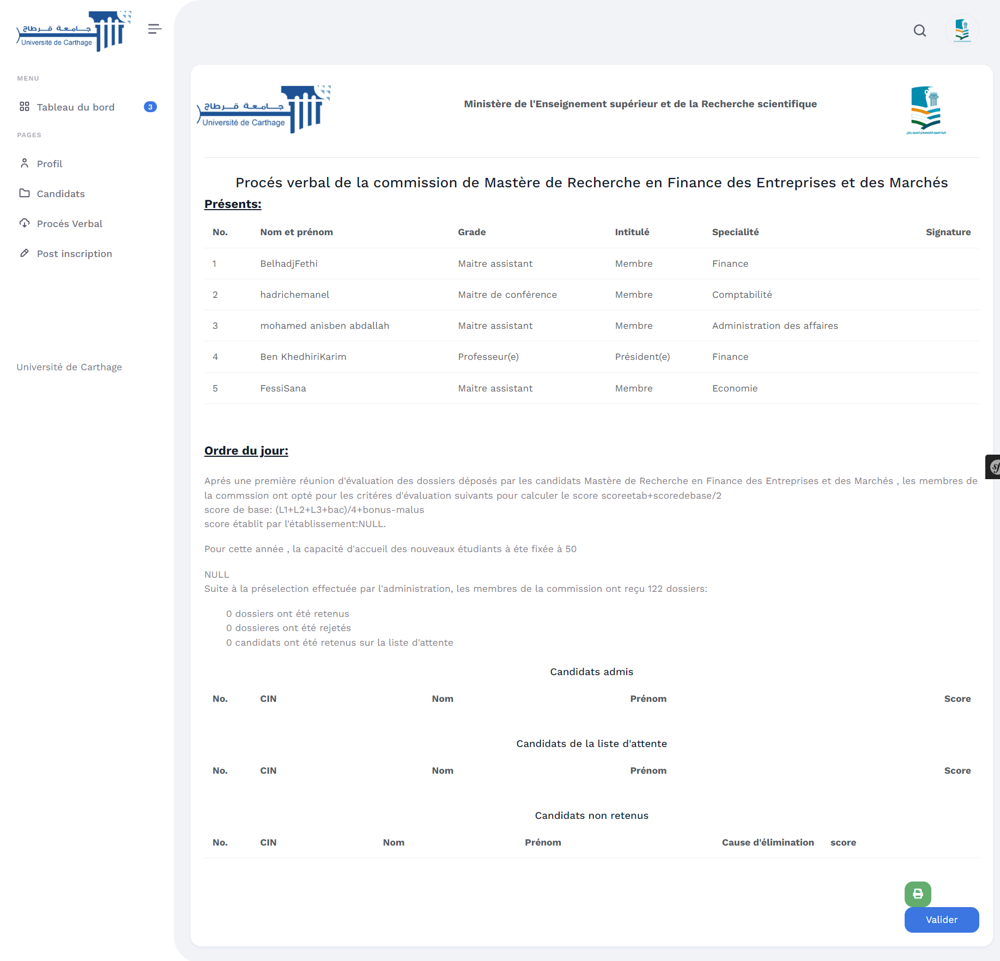 جامعة قرطاج
Université de Carthage
MENU
Tableau du bord 3
PAGES
Profil
Candidats
Procés Verbal
Post inscription
Université de Carthage
جامعة قرطاج
Université de Carthage
Ministère de l'Enseignement supérieur et de la Recherche scientifique
كلية العلوم الاقتصادية و التصرف بنابل
Procés verbal de la commission de Mastère de Recherche en Finance des Entreprises et des Marchés
Présents:
No. Nom et prénom Grade Intitulé Specialité Signature
1 BelhadjFethi Maitre assistant Membre Finance
2 hadrichemanel Maitre de conférence Membre Comptabilité
3 mohamed anisben abdallah Maitre assistant Membre Administration des affaires
4 Ben KhedhiriKarim Professeur(e) Président(e) Finance
5 FessiSana Maitre assistant Membre Economie
Ordre du jour:
Aprés une première réunion d'évaluation des dossiers déposés par les candidats Mastère de Recherche en Finance des Entreprises et des Marchés , les membres de
la commssion ont opté pour les critéres d'évaluation suivants pour calculer le score scoreetab+scoredebase/2
score de base: (L1+L2+L3+bac)/4+bonus-malus
score établit par l'établissement:NULL.
Pour cette année , la capacité d'accueil des nouveaux étudiants à éte fixée à 50
NULL
Suite à la préselection effectuée par l'administration, les membres de la commission ont reçu 122 dossiers:
0 dossiers ont été retenus
0 dossieres ont été rejetés
0 candidats ont été retenus sur la liste d'attente
Candidats admis
No. CIN Nom Prénom Score
Candidats de la liste d'attente
No. CIN Nom Prénom Score
Candidats non retenus
No. CIN Nom Prénom Cause d'élimination score
Valider